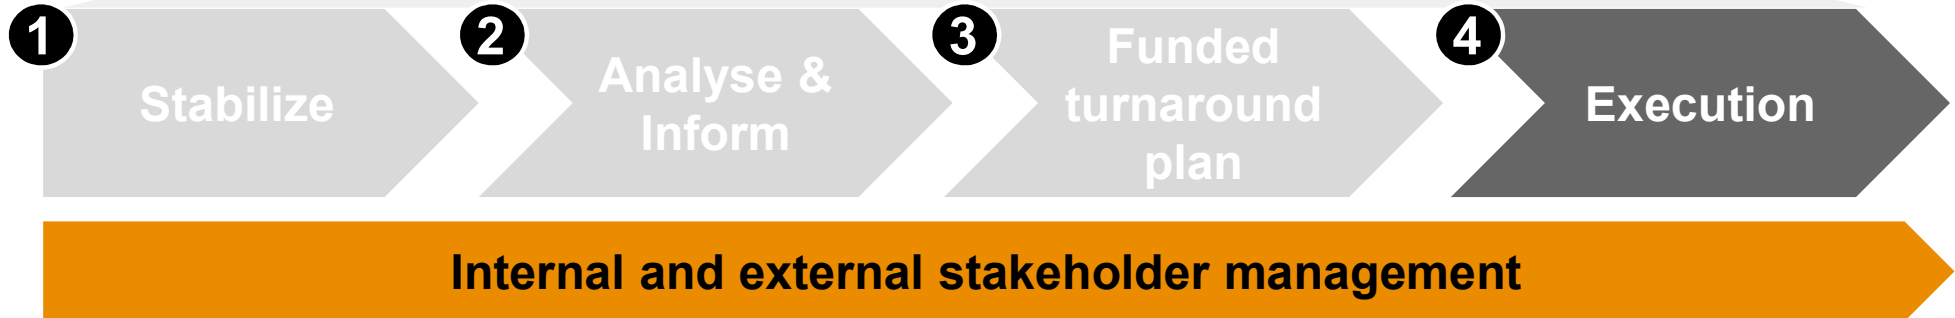 1
Stabilize
2
Analyse &
Inform
3
Funded
turnaround
plan
4
Execution
Internal and external stakeholder management